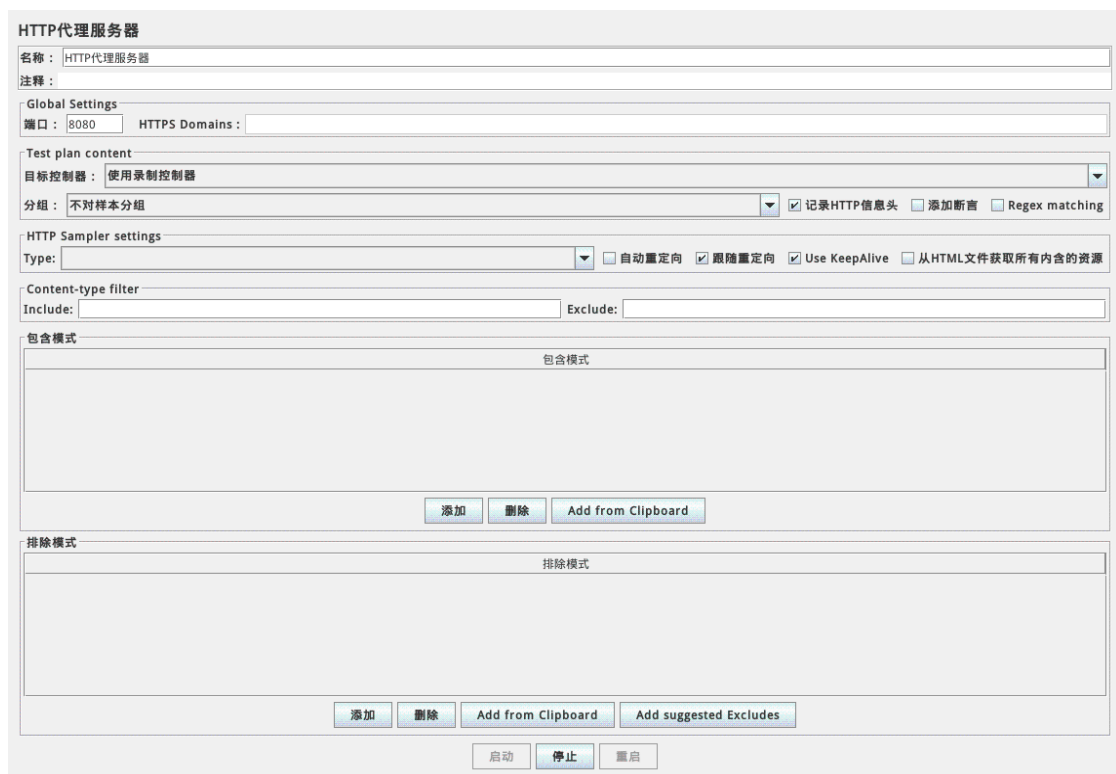 HTTP代理服务器
名称： HTTP代理服务器
注释：
Global Settings
端口： 8080 HTTPS Domains :
Test plan content
目标控制器： 使用录制控制器
分组： 不对样本分组 记录HTTP信息头 添加断言 Regex matching
HTTP Sampler settings
Type: 自动重定向 跟随重定向 Use KeepAlive 从HTML文件获取所有内含的资源
Content-type filter
Include: Exclude:
包含模式
包含模式
添加 删除 Add from Clipboard
排除模式
排除模式
添加 删除 Add from Clipboard Add suggested Excludes
启动 停止 重启